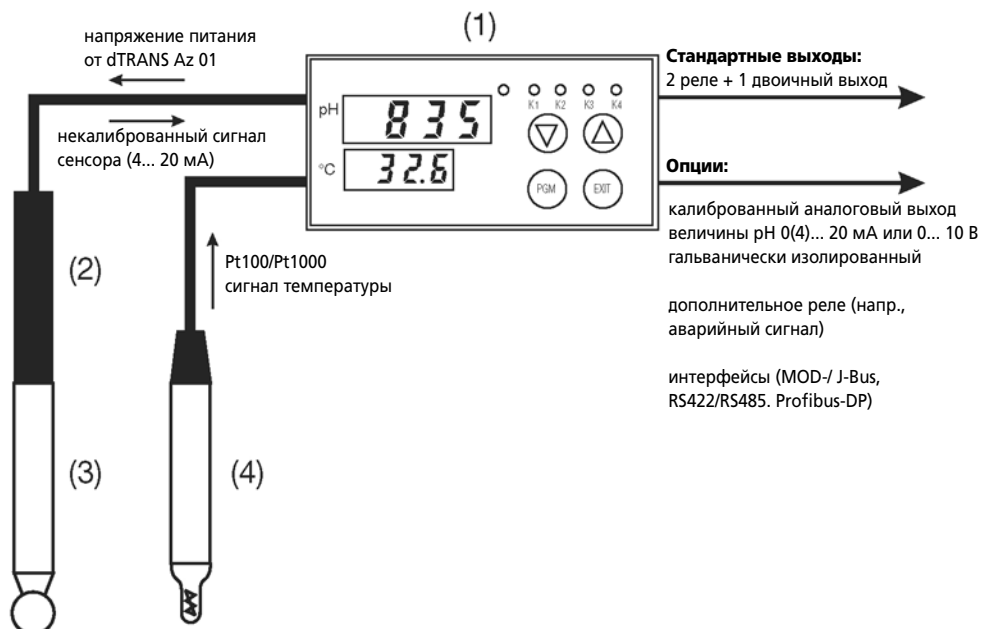 (1)
напряжение питания
от dTRANS Az 01
некалиброванный сигнал
сенсора (4... 20 мА)
pH
835
°C
32.6
K1 K2 K3 K4
PGM
EXIT
Стандартные выходы:
2 реле + 1 двоичный выход
Опции:
калиброванный аналоговый выход
величины pH 0(4)... 20 мА или 0... 10 В
гальванически изолированный
дополнительное реле (напр.,
аварийный сигнал)
интерфейсы (MOD-/ J-Bus,
RS422/RS485. Profibus-DP)
(2)
Pt100/Pt1000
сигнал температуры
(3)
(4)